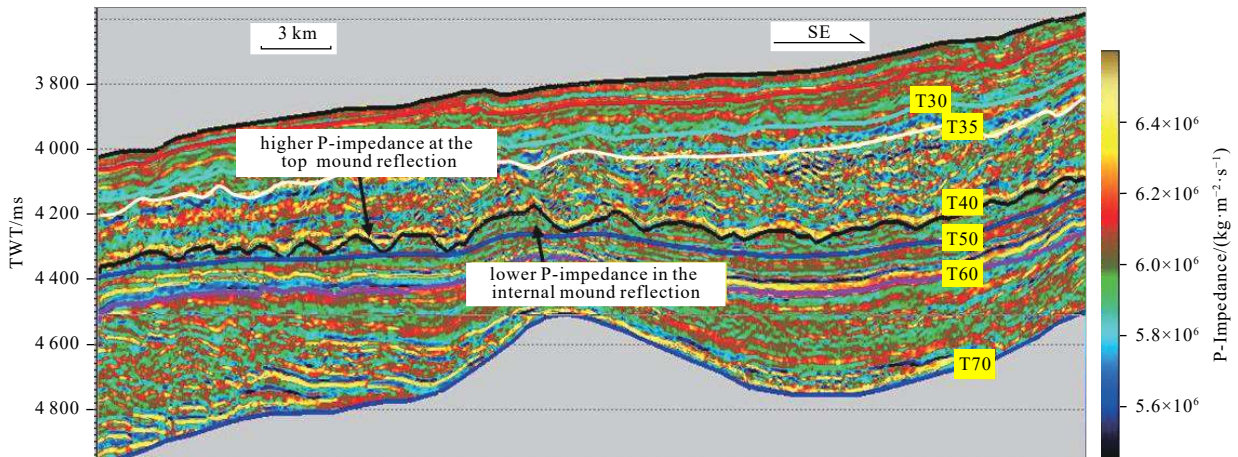 3 km
SE
3 800
4 000
4 200
4 400
4 600
4 800
TWT/ms
higher P-impedance at the
top mound reflection
lower P-impedance in the
internal mound reflection
T30
T35
T40
T50
T60
T70
6.4×10⁶
6.2×10⁶
6.0×10⁶
5.8×10⁶
5.6×10⁶
P-Impedance/(kg·m⁻²·s⁻¹)